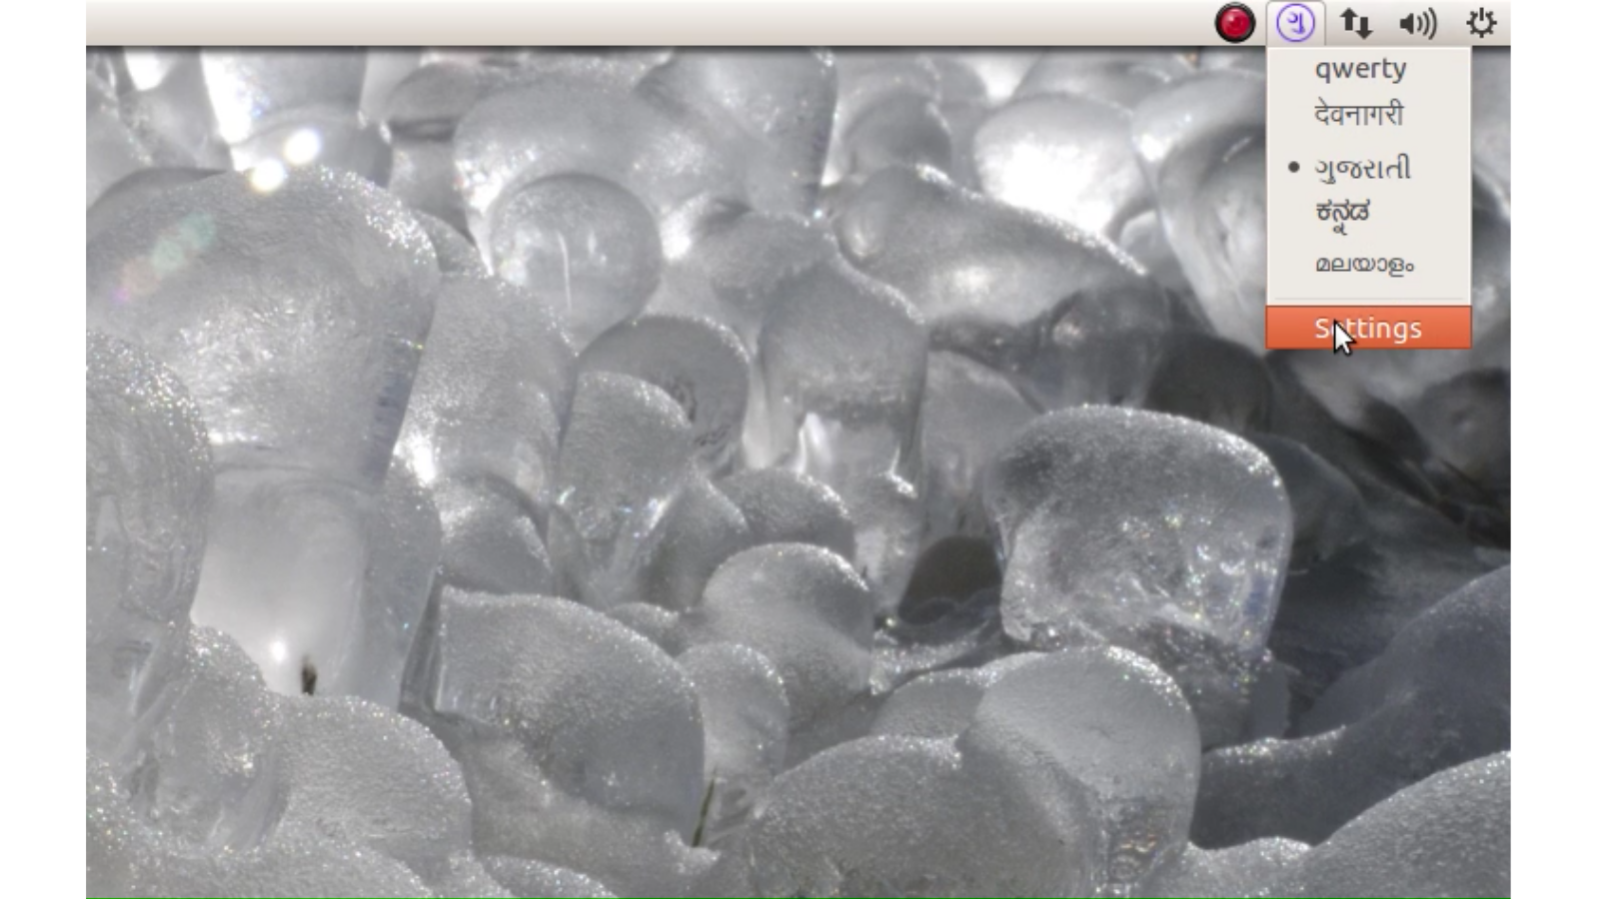 ગુ
qwerty
देवनागरी
ગુજરાતી
ಕನ್ನಡ
മലയാളം
Settings